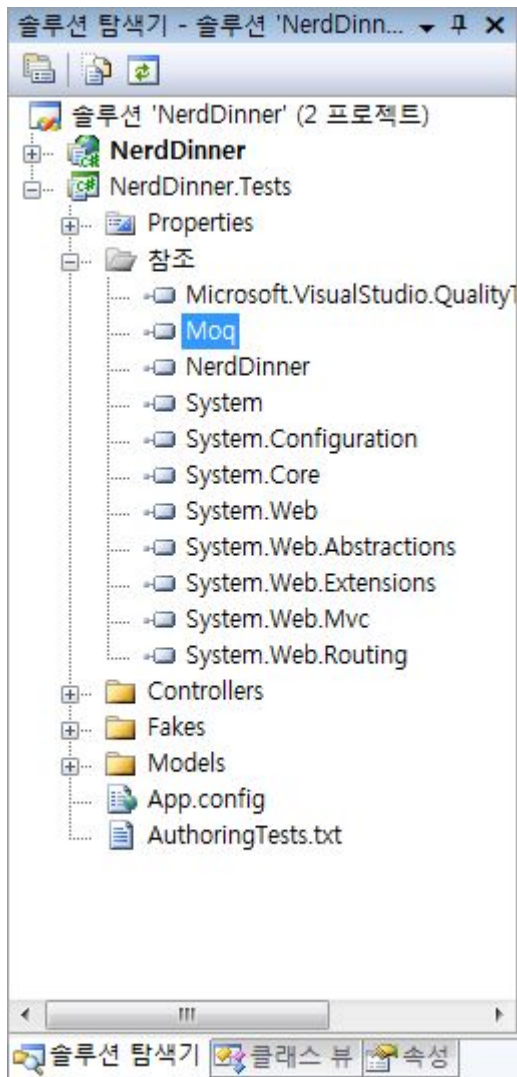 솔루션 탐색기 - 솔루션 'NerdDinn...
솔루션 'NerdDinner' (2 프로젝트)
NerdDinner
NerdDinner.Tests
Properties
참조
Microsoft.VisualStudio.QualityT
Moq
NerdDinner
System
System.Configuration
System.Core
System.Web
System.Web.Abstractions
System.Web.Extensions
System.Web.Mvc
System.Web.Routing
Controllers
Fakes
Models
App.config
AuthoringTests.txt
솔루션 탐색기 클래스 뷰 속성